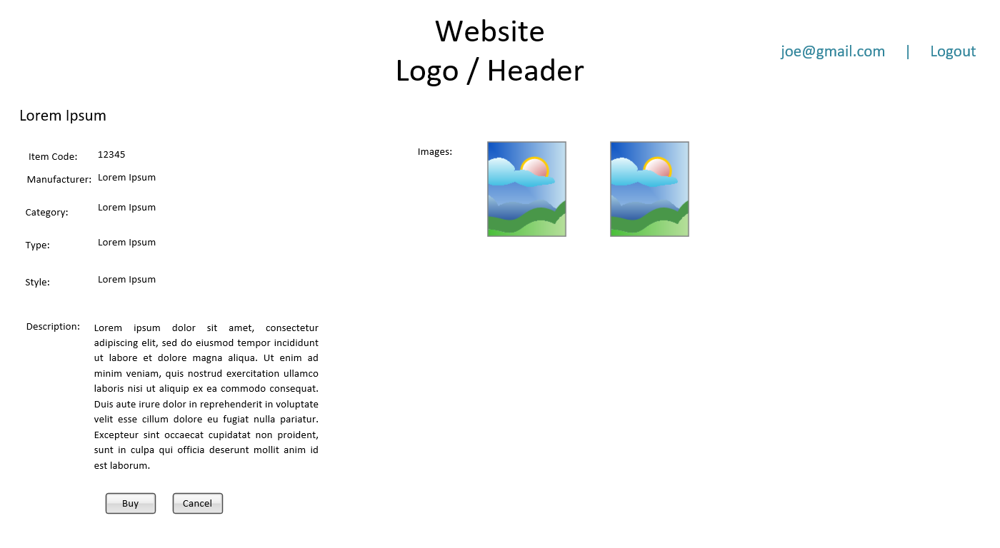 Website
Logo / Header
joe@gmail.com | Logout
Lorem Ipsum
Item Code: 12345
Manufacturer: Lorem Ipsum
Category: Lorem Ipsum
Type: Lorem Ipsum
Style: Lorem Ipsum
Description: Lorem ipsum dolor sit amet, consectetur
adipiscing elit, sed do eiusmod tempor incididunt
ut labore et dolore magna aliqua. Ut enim ad
minim veniam, quis nostrud exercitation ullamco
laboris nisi ut aliquip ex ea commodo consequat.
Duis aute irure dolor in reprehenderit in voluptate
velit esse cillum dolore eu fugiat nulla pariatur.
Excepteur sint occaecat cupidatat non proident,
sunt in culpa qui officia deserunt mollit anim id
est laborum.
Buy Cancel
Images: